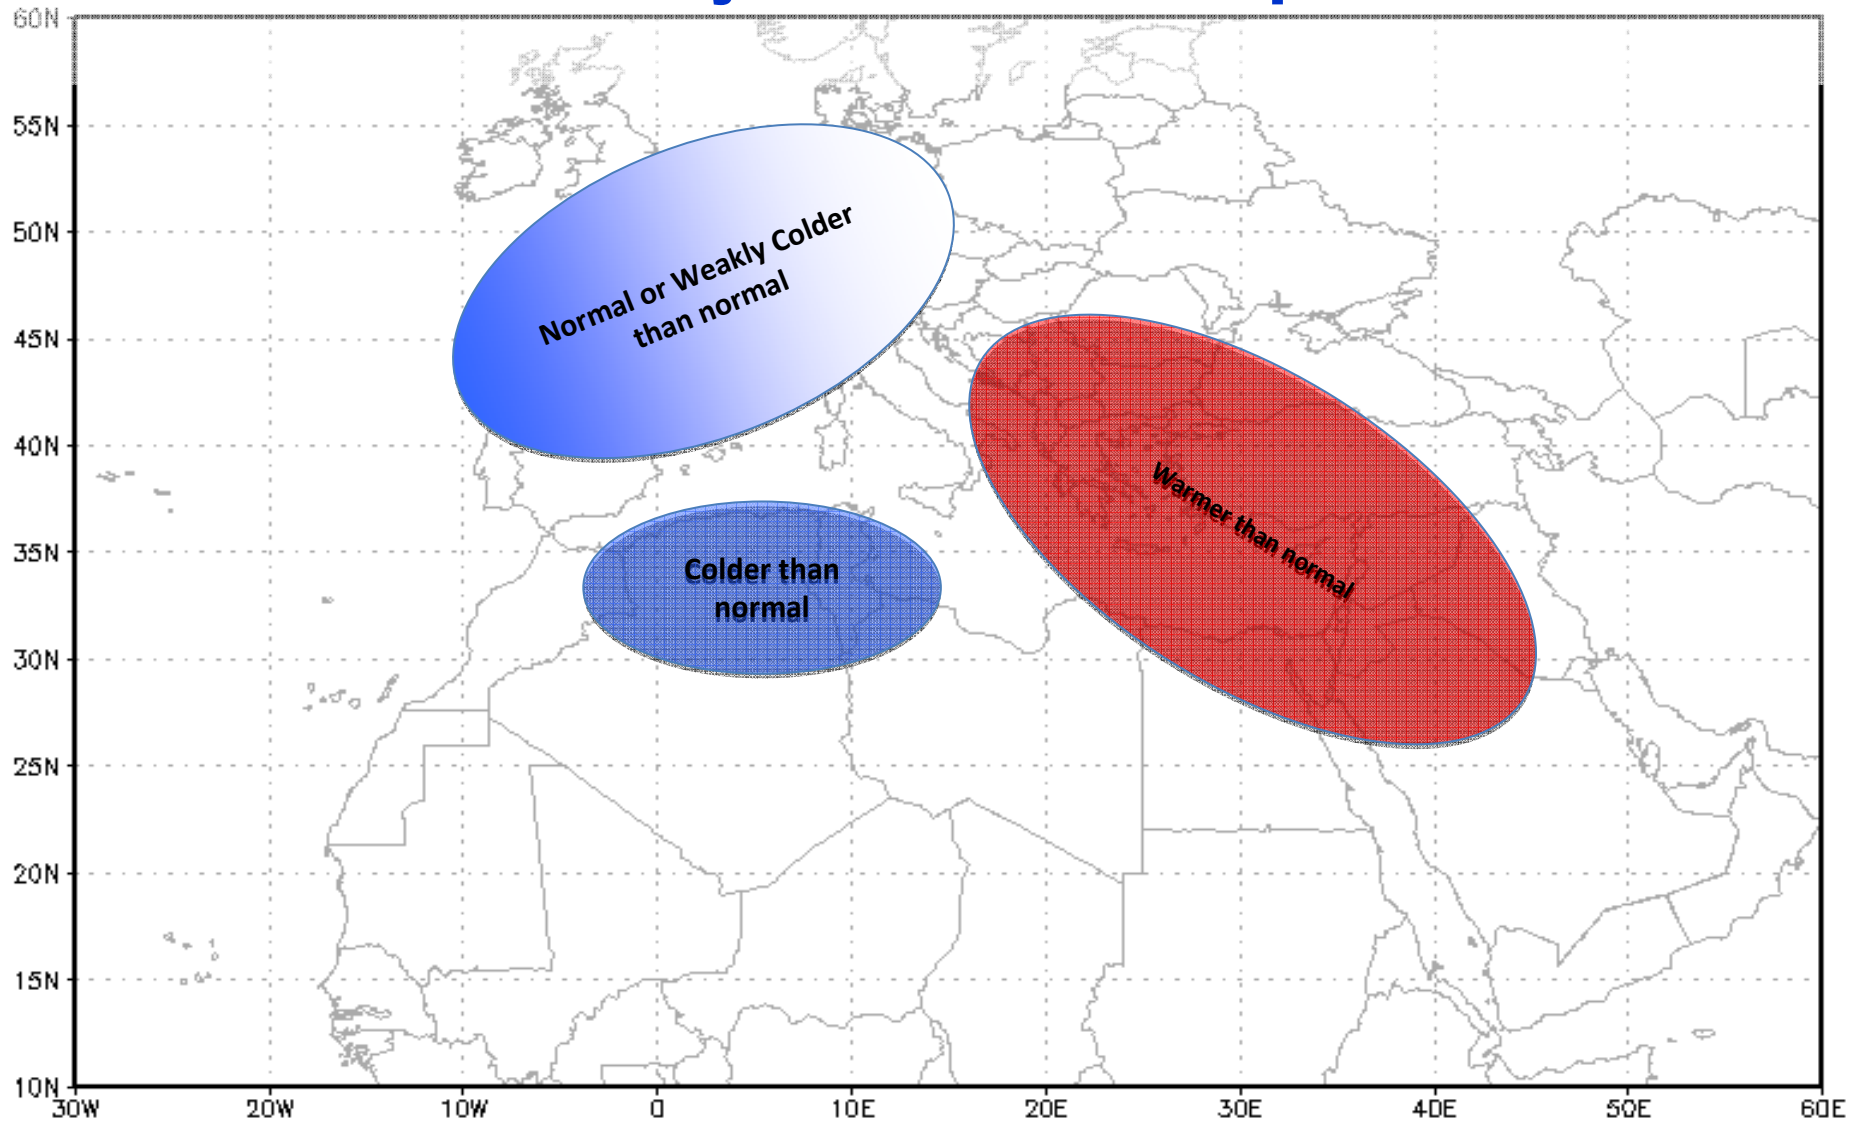 60N
55N
50N
45N
40N
35N
30N
25N
20N
15N
10N
30W 20W 10W 0 10E 20E 30E 40E 50E 60E
Normal or Weakly Colder
than normal
Warmer than normal
Colder than
normal